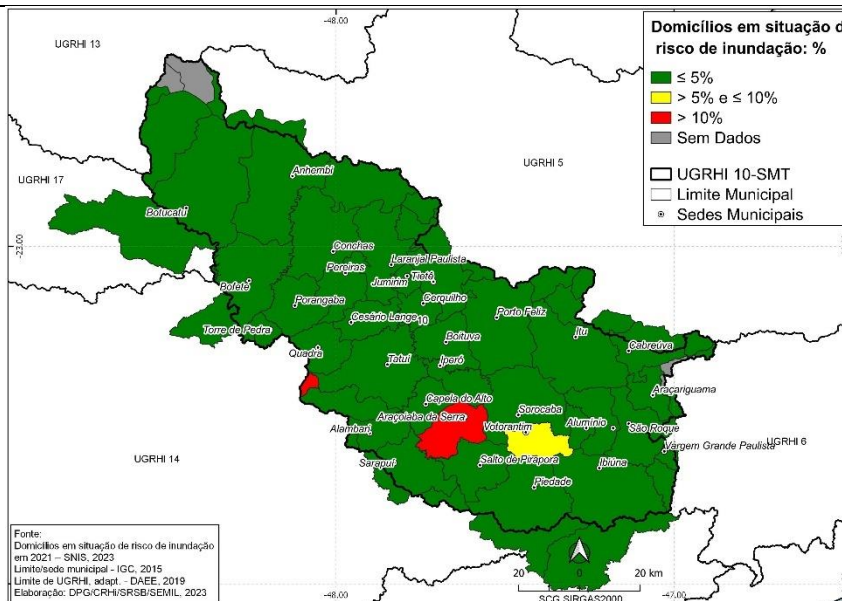 -48.00
UGRHI 13
Domicílios em situação d
risco de inundação: %
≤ 5%
> 5% e ≤ 10%
> 10%
Sem Dados
UGRHI 10-SMT
Limite Municipal
Sedes Municipais
UGRHI 5
UGRHI 17
Anhembi
Botucatu
-23.00
Conchas
Laranjal Paulista
Pereiras
Tietê
Jumirim
Bofete
Cerquilho
Porangaba
Porto Feliz
Cesário Lange
10
Torre de Pedra
Itu
Boituva
Cabreúva
Quadra
Tatuí
Iperó
Araçariguama
Capela do Alto
Sorocaba
Araçoiaba da Serra
Votorantim
Alumínio
São Roque
Alambari
Vargem Grande Paulista
UGRHI 6
UGRHI 14
Sarapuí
Salto de Pirapora
Ibiúna
Piedade
Fonte:
Domicílios em situação de risco de inundação
em 2021 – SNIS, 2023
Limite/sede municipal - IGC, 2015
Limite de UGRHI, adapt. - DAEE, 2019
Elaboração: DPG/CRHi/SRSB/SEMIL, 2023
20 0 20 km
SCG SIRGAS2000
-48.00
-47.00